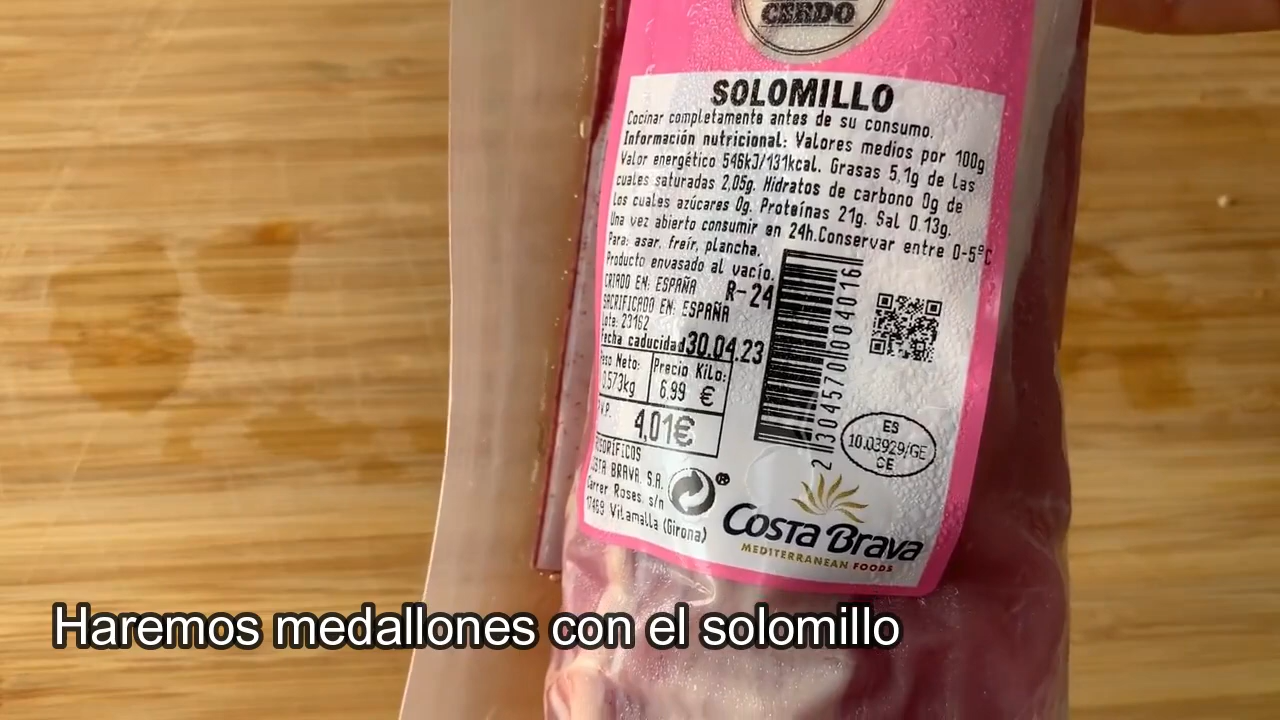 CERDO
SOLOMILLO
Cocinar completamente antes de su consumo.
Información nutricional: Valores medios por 100g
Valor energético 546kJ/131kcal. Grasas 5,1g de las
cuales saturadas 2,05g. Hidratos de carbono 0g de
los cuales azúcares 0g. Proteínas 21g. Sal 0.13g.
Una vez abierto consumir en 24h.Conservar entre 0-5ºC
Para: asar, freír, plancha.
Producto envasado al vacío.
CRIADO EN: ESPAÑA
R-24
SACRIFICADO EN: ESPAÑA
Lote: 23162
Fecha caducidad 30.04.23
Peso Neto: Precio Kilo:
0,573kg 6,99 €
P.V.P.
4,01€
2 304570 004016
ES
10.03929/GE
CE
FRIGORÍFICOS
COSTA BRAVA. S.A.
Carrer Roses s/n
17469 Vilamalla (Girona)
®
COSTA BRAVA
MEDITERRANEAN FOODS
Haremos medallones con el solomillo